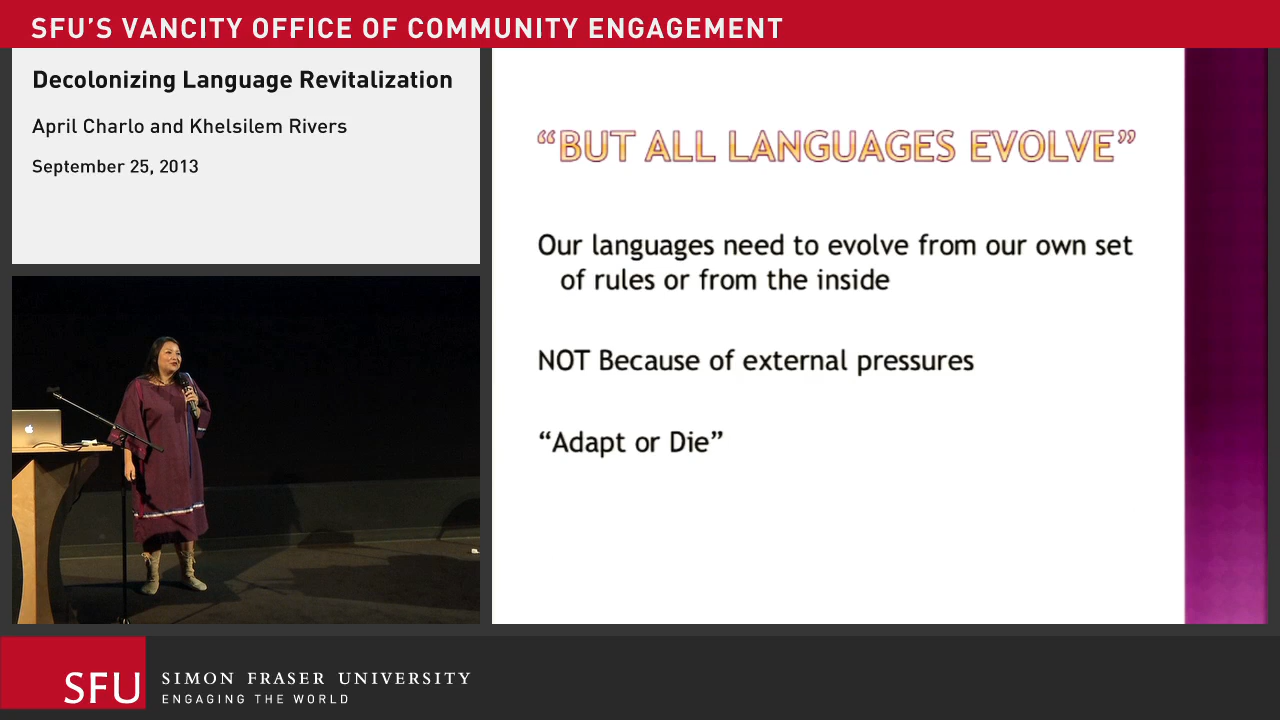 SFU'S VANCITY OFFICE OF COMMUNITY ENGAGEMENT
Decolonizing Language Revitalization
April Charlo and Khelsilem Rivers
September 25, 2013
“BUT ALL LANGUAGES EVOLVE”
Our languages need to evolve from our own set
of rules or from the inside
NOT Because of external pressures
“Adapt or Die”
SFU SIMON FRASER UNIVERSITY
ENGAGING THE WORLD